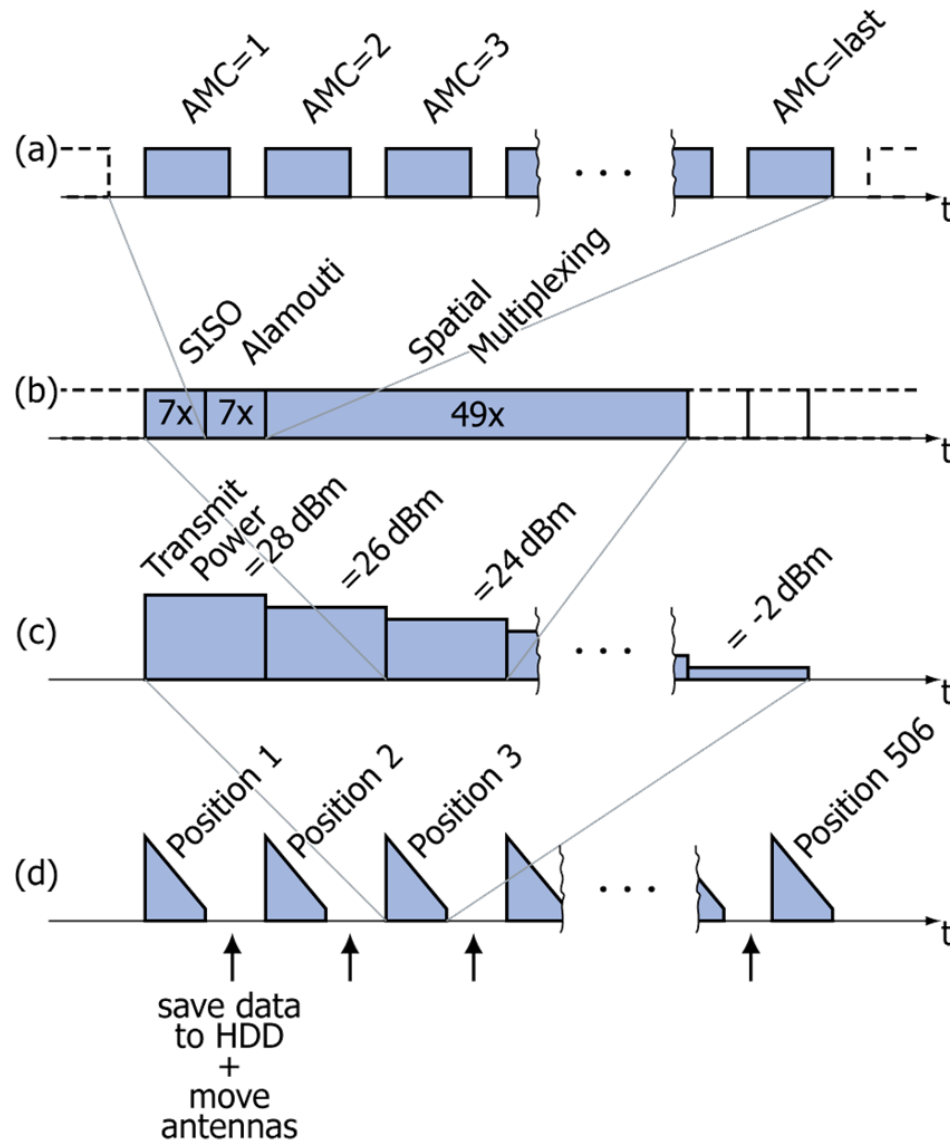 AMC=1
AMC=2
AMC=3
AMC=last
(a)
. . .
t
SISO
Alamouti
Spatial
Multiplexing
(b)
7x
7x
49x
t
Transmit
Power
=28 dBm
=26 dBm
=24 dBm
= -2 dBm
(c)
. . .
t
Position 1
Position 2
Position 3
Position 506
(d)
. . .
t
save data
to HDD
+
move
antennas